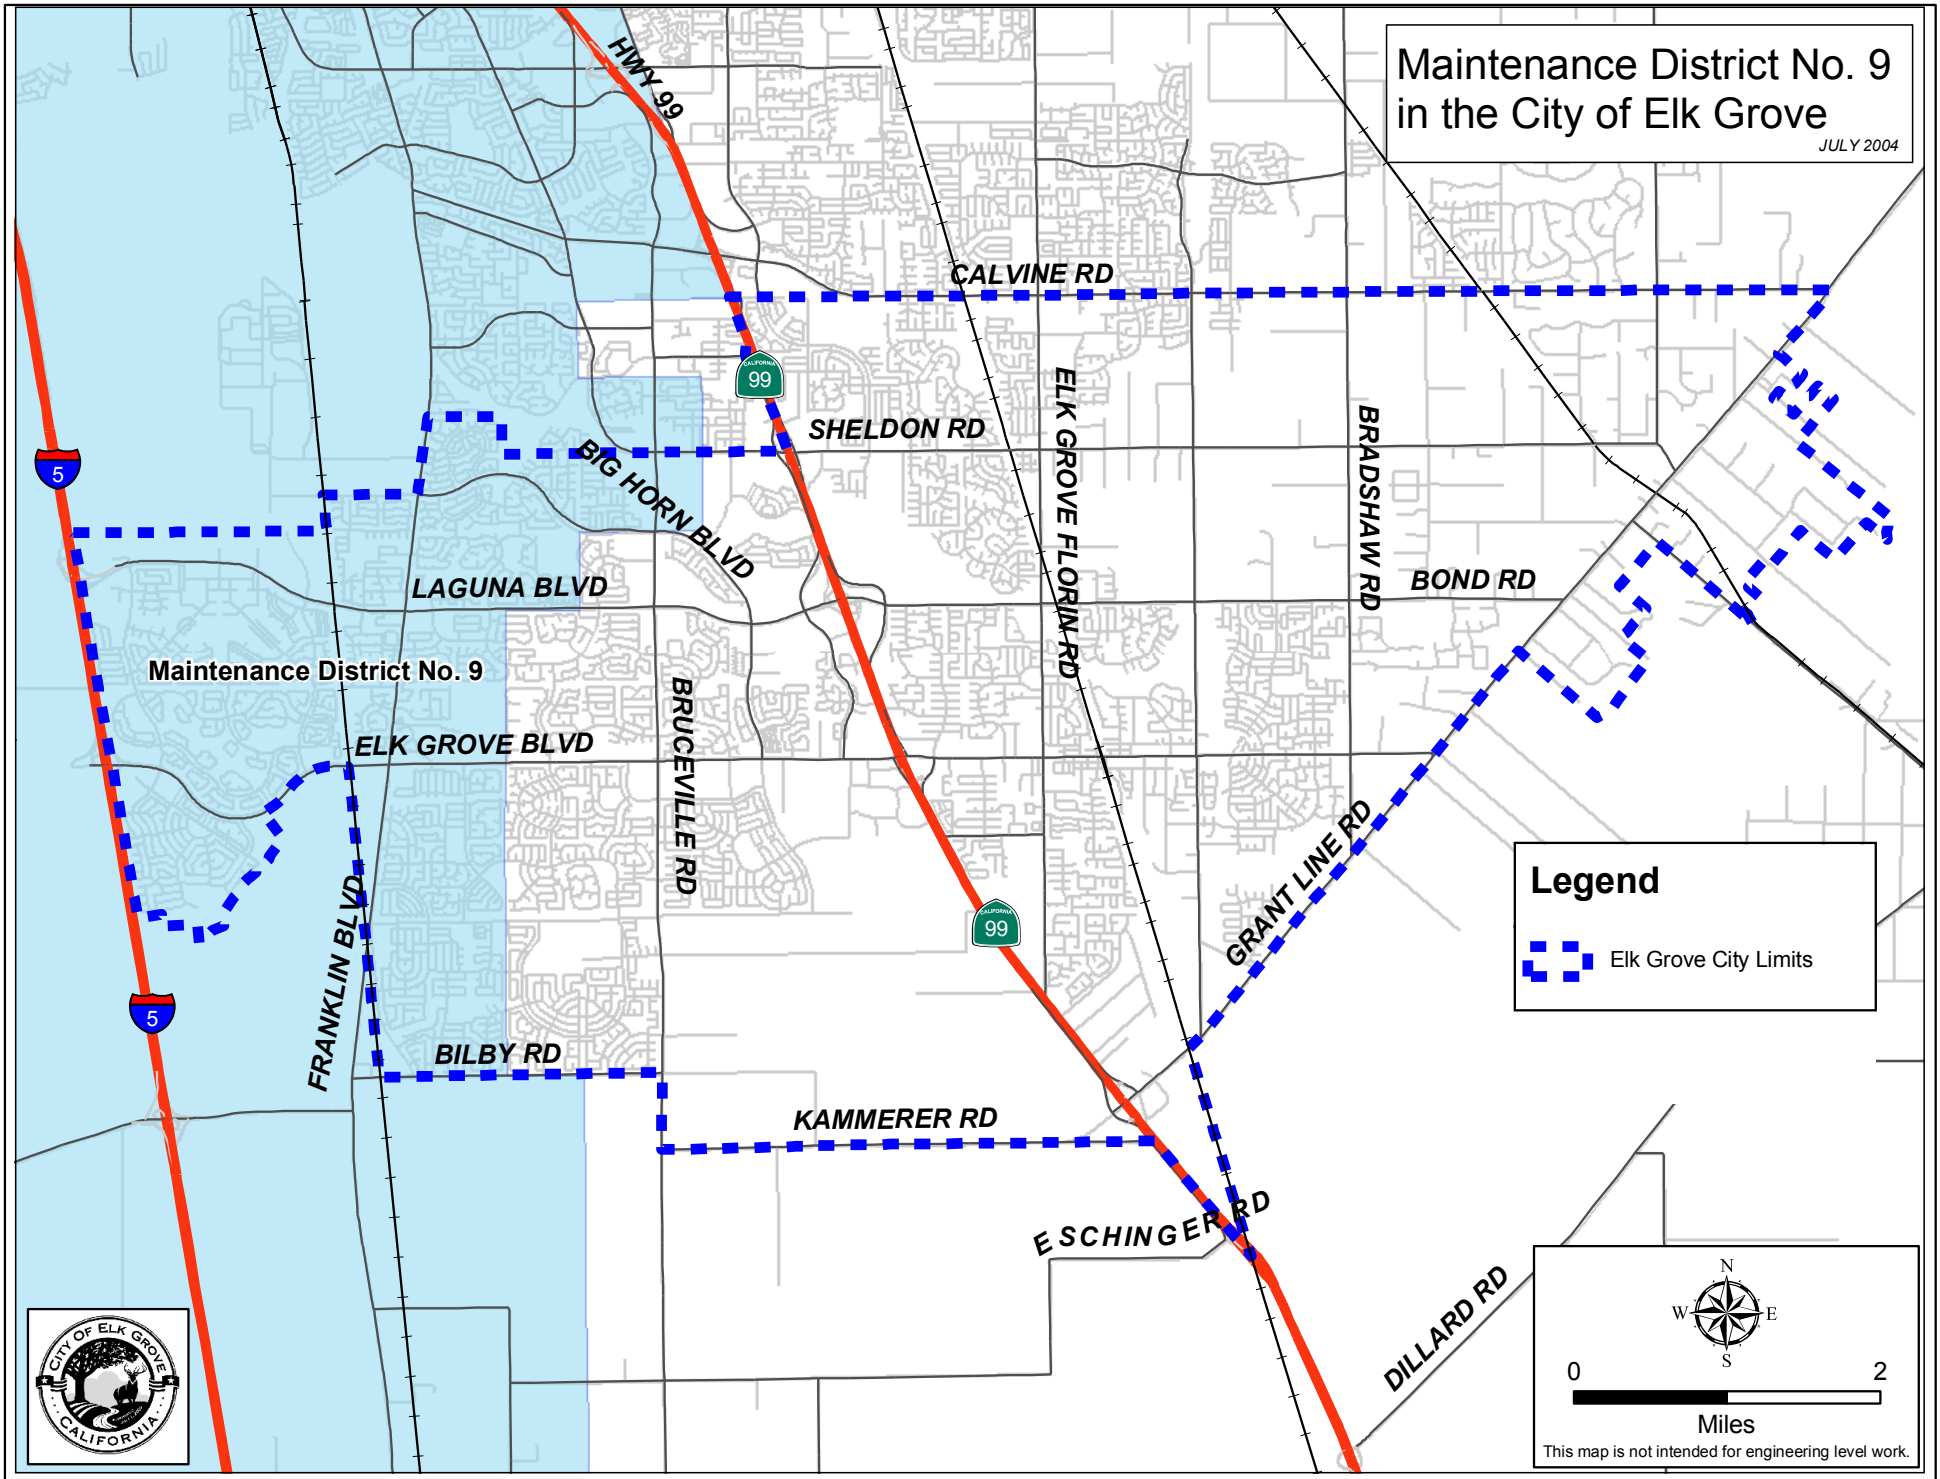 Maintenance District No. 9
in the City of Elk Grove
JULY 2004
HWY 99
CALVINE RD
CALIFORNIA
99
SHELDON RD
ELK GROVE FLORIN RD
BRADSHAW RD
5
BIG HORN BLVD
LAGUNA BLVD
BOND RD
Maintenance District No. 9
BRUCEVILLE RD
ELK GROVE BLVD
GRANT LINE RD
Legend
Elk Grove City Limits
CALIFORNIA
99
FRANKLIN BLVD
5
BILBY RD
KAMMERER RD
ESCHINGER RD
DILLARD RD
N
W
E
S
0
2
Miles
This map is not intended for engineering level work.
CITY OF ELK GROVE
CALIFORNIA